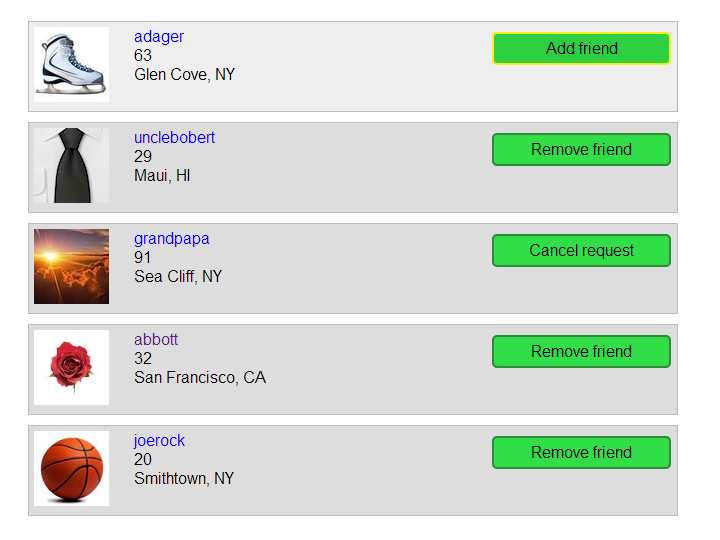 adager
63
Glen Cove, NY
Add friend
unclebobert
29
Maui, HI
Remove friend
grandpapa
91
Sea Cliff, NY
Cancel request
abbott
32
San Francisco, CA
Remove friend
joerock
20
Smithtown, NY
Remove friend